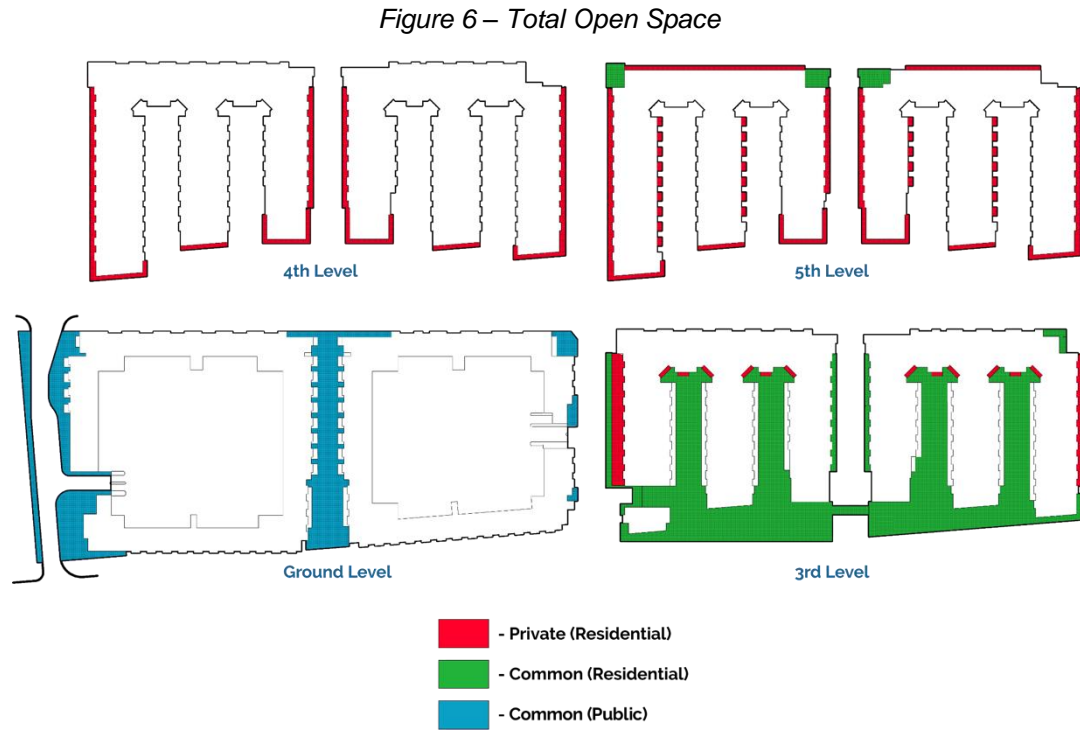 Figure 6 – Total Open Space
4th Level
5th Level
Ground Level
3rd Level
- Private (Residential)
- Common (Residential)
- Common (Public)